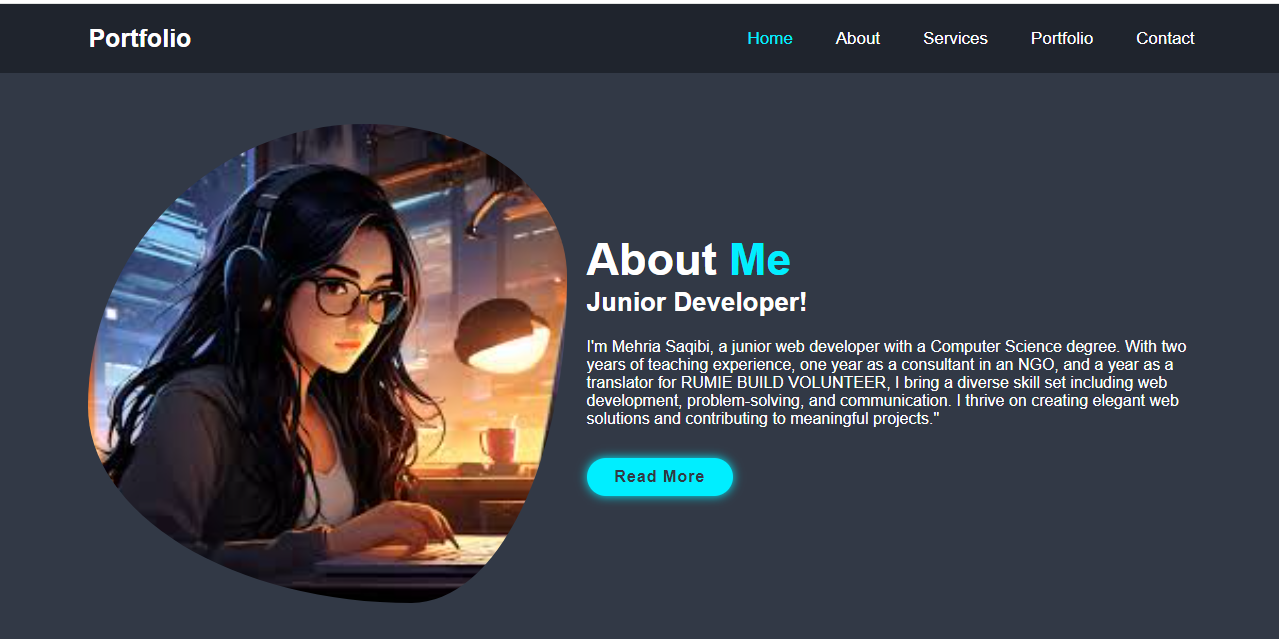 Portfolio
Home About Services Portfolio Contact
About Me
Junior Developer!
I'm Mehria Saqibi, a junior web developer with a Computer Science degree. With two
years of teaching experience, one year as a consultant in an NGO, and a year as a
translator for RUMIE BUILD VOLUNTEER, I bring a diverse skill set including web
development, problem-solving, and communication. I thrive on creating elegant web
solutions and contributing to meaningful projects."
Read More